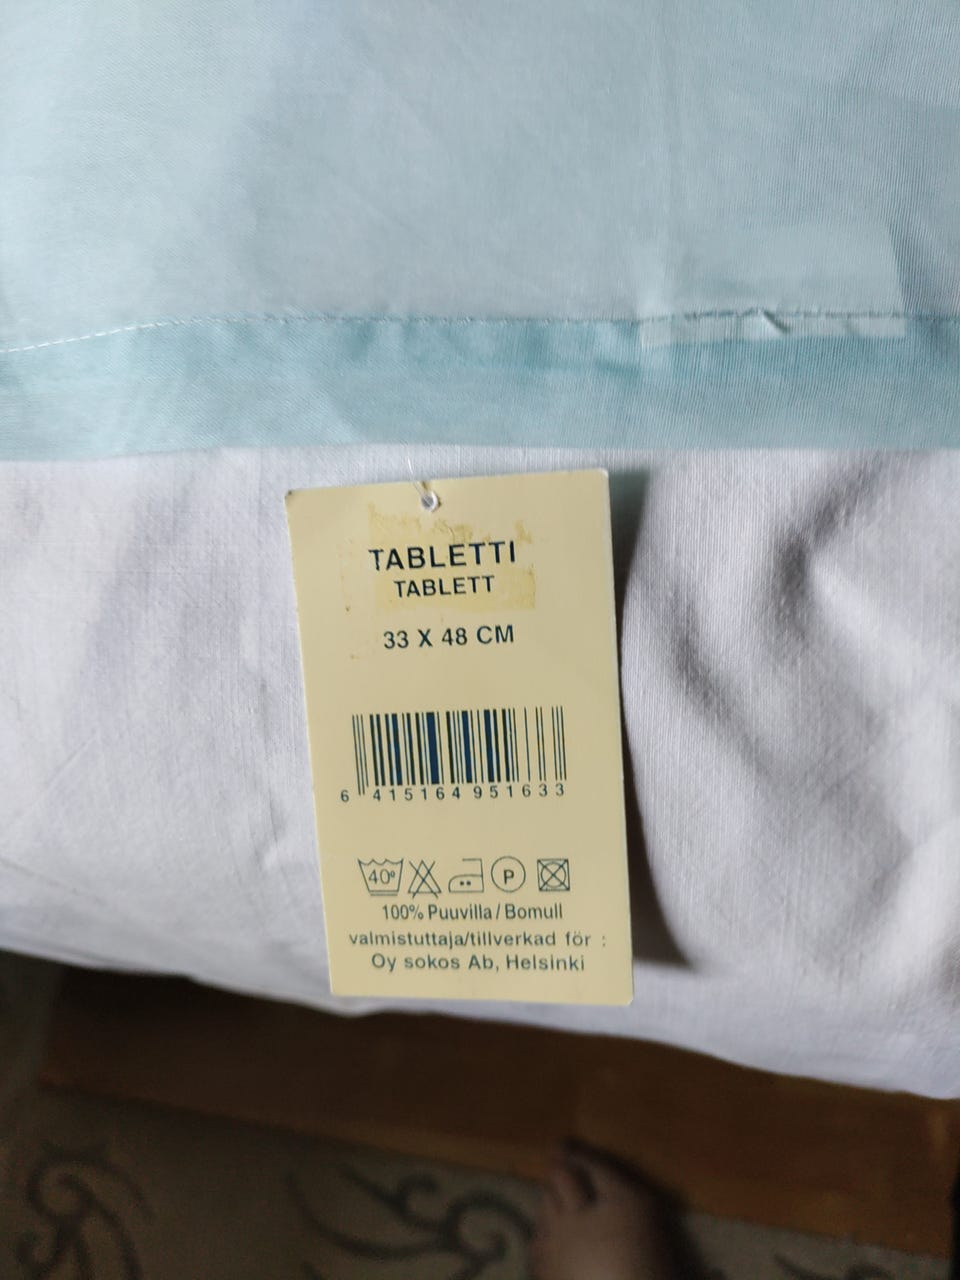 TABLETTI
TABLETT
33 X 48 CM
6 415164 951633
40° P
100% Puuvilla / Bomull
valmistuttaja/tillverkad för :
Oy sokos Ab, Helsinki